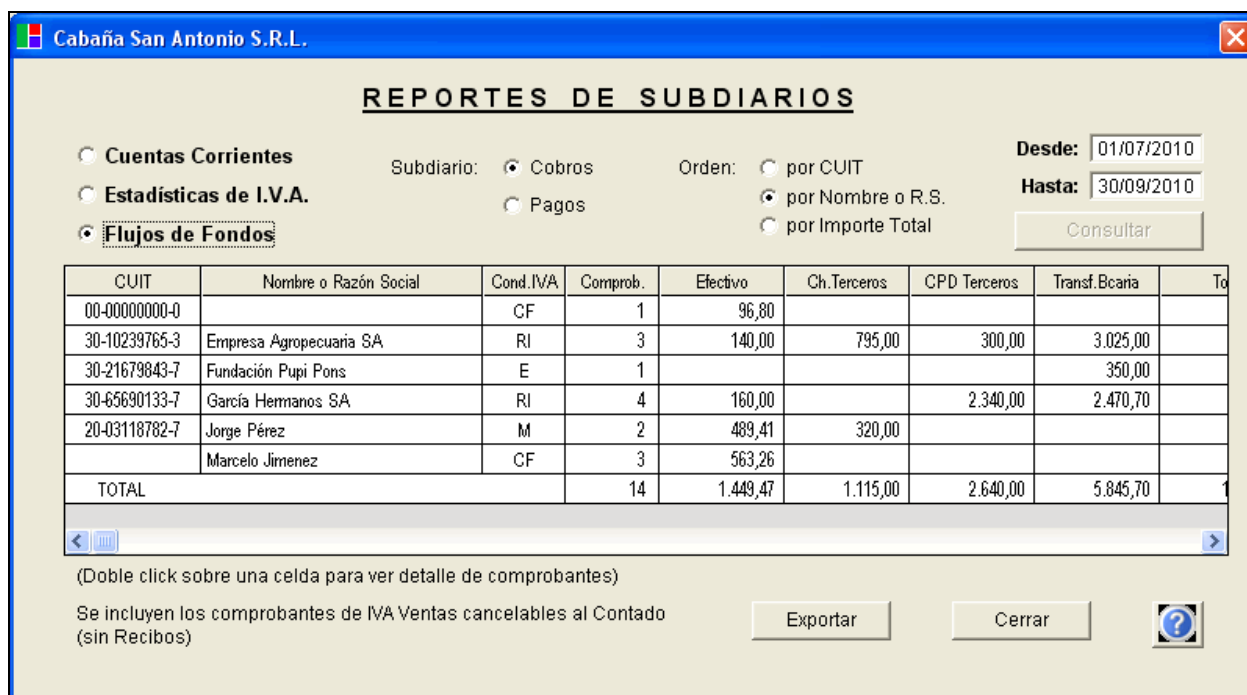 Cabaña San Antonio S.R.L.
REPORTES DE SUBDIARIOS
Cuentas Corrientes
Estadísticas de I.V.A.
Flujos de Fondos
Subdiario: Cobros
Pagos
Orden: por CUIT
por Nombre o R.S.
por Importe Total
Desde: 01/07/2010
Hasta: 30/09/2010
Consultar
CUIT Nombre o Razón Social Cond.IVA Comprob. Efectivo Ch.Terceros CPD Terceros Transf.Bcaria To
00-00000000-0 CF 1 96,80
30-10239765-3 Empresa Agropecuaria SA RI 3 140,00 795,00 300,00 3.025,00
30-21679843-7 Fundación Pupi Pons E 1 350,00
30-65690133-7 García Hermanos SA RI 4 160,00 2.340,00 2.470,70
20-03118782-7 Jorge Pérez M 2 489,41 320,00
Marcelo Jimenez CF 3 563,26
TOTAL 14 1.449,47 1.115,00 2.640,00 5.845,70 1
(Doble click sobre una celda para ver detalle de comprobantes)
Se incluyen los comprobantes de IVA Ventas cancelables al Contado
(sin Recibos)
Exportar Cerrar ?